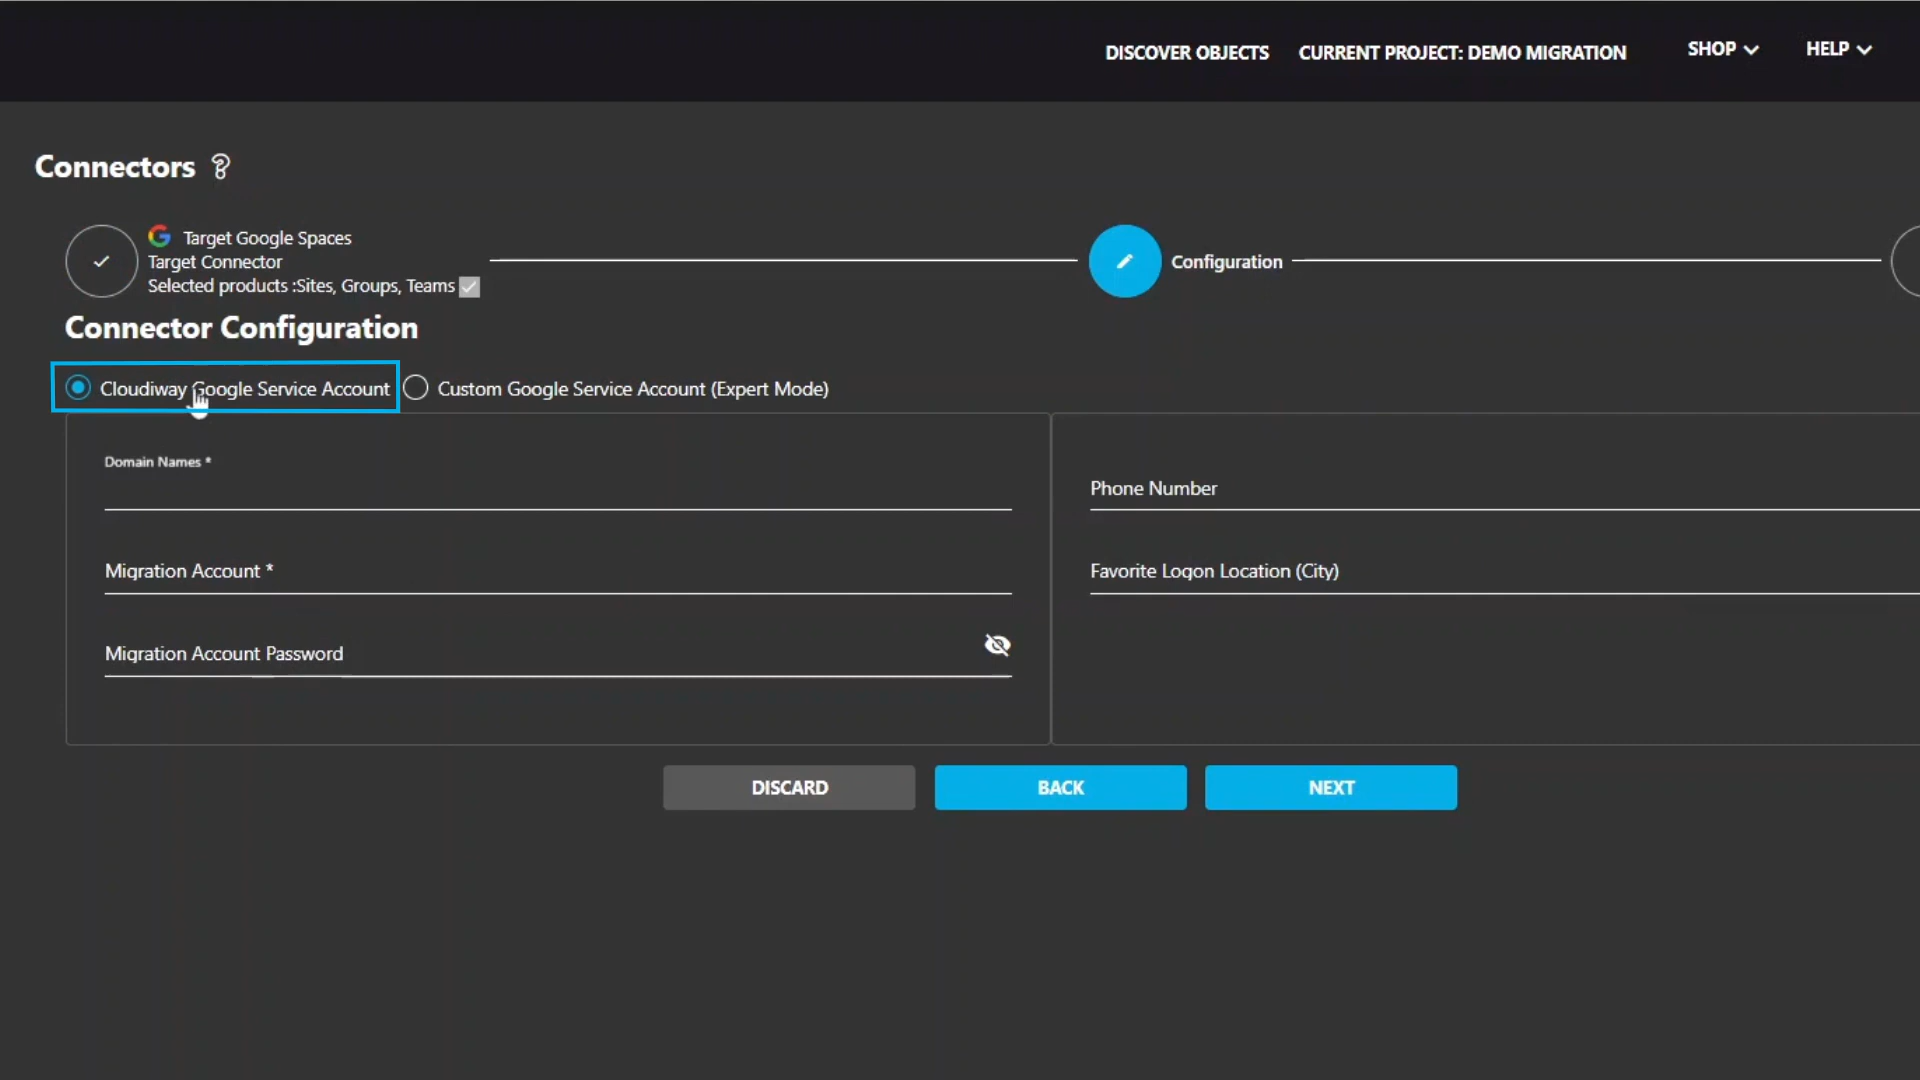 DISCOVER OBJECTS CURRENT PROJECT: DEMO MIGRATION SHOP HELP
Connectors
Target Google Spaces
Target Connector
Selected products :Sites, Groups, Teams
Configuration
Connector Configuration
Cloudiway Google Service Account Custom Google Service Account (Expert Mode)
Domain Names *
Phone Number
Migration Account *
Favorite Logon Location (City)
Migration Account Password
DISCARD BACK NEXT